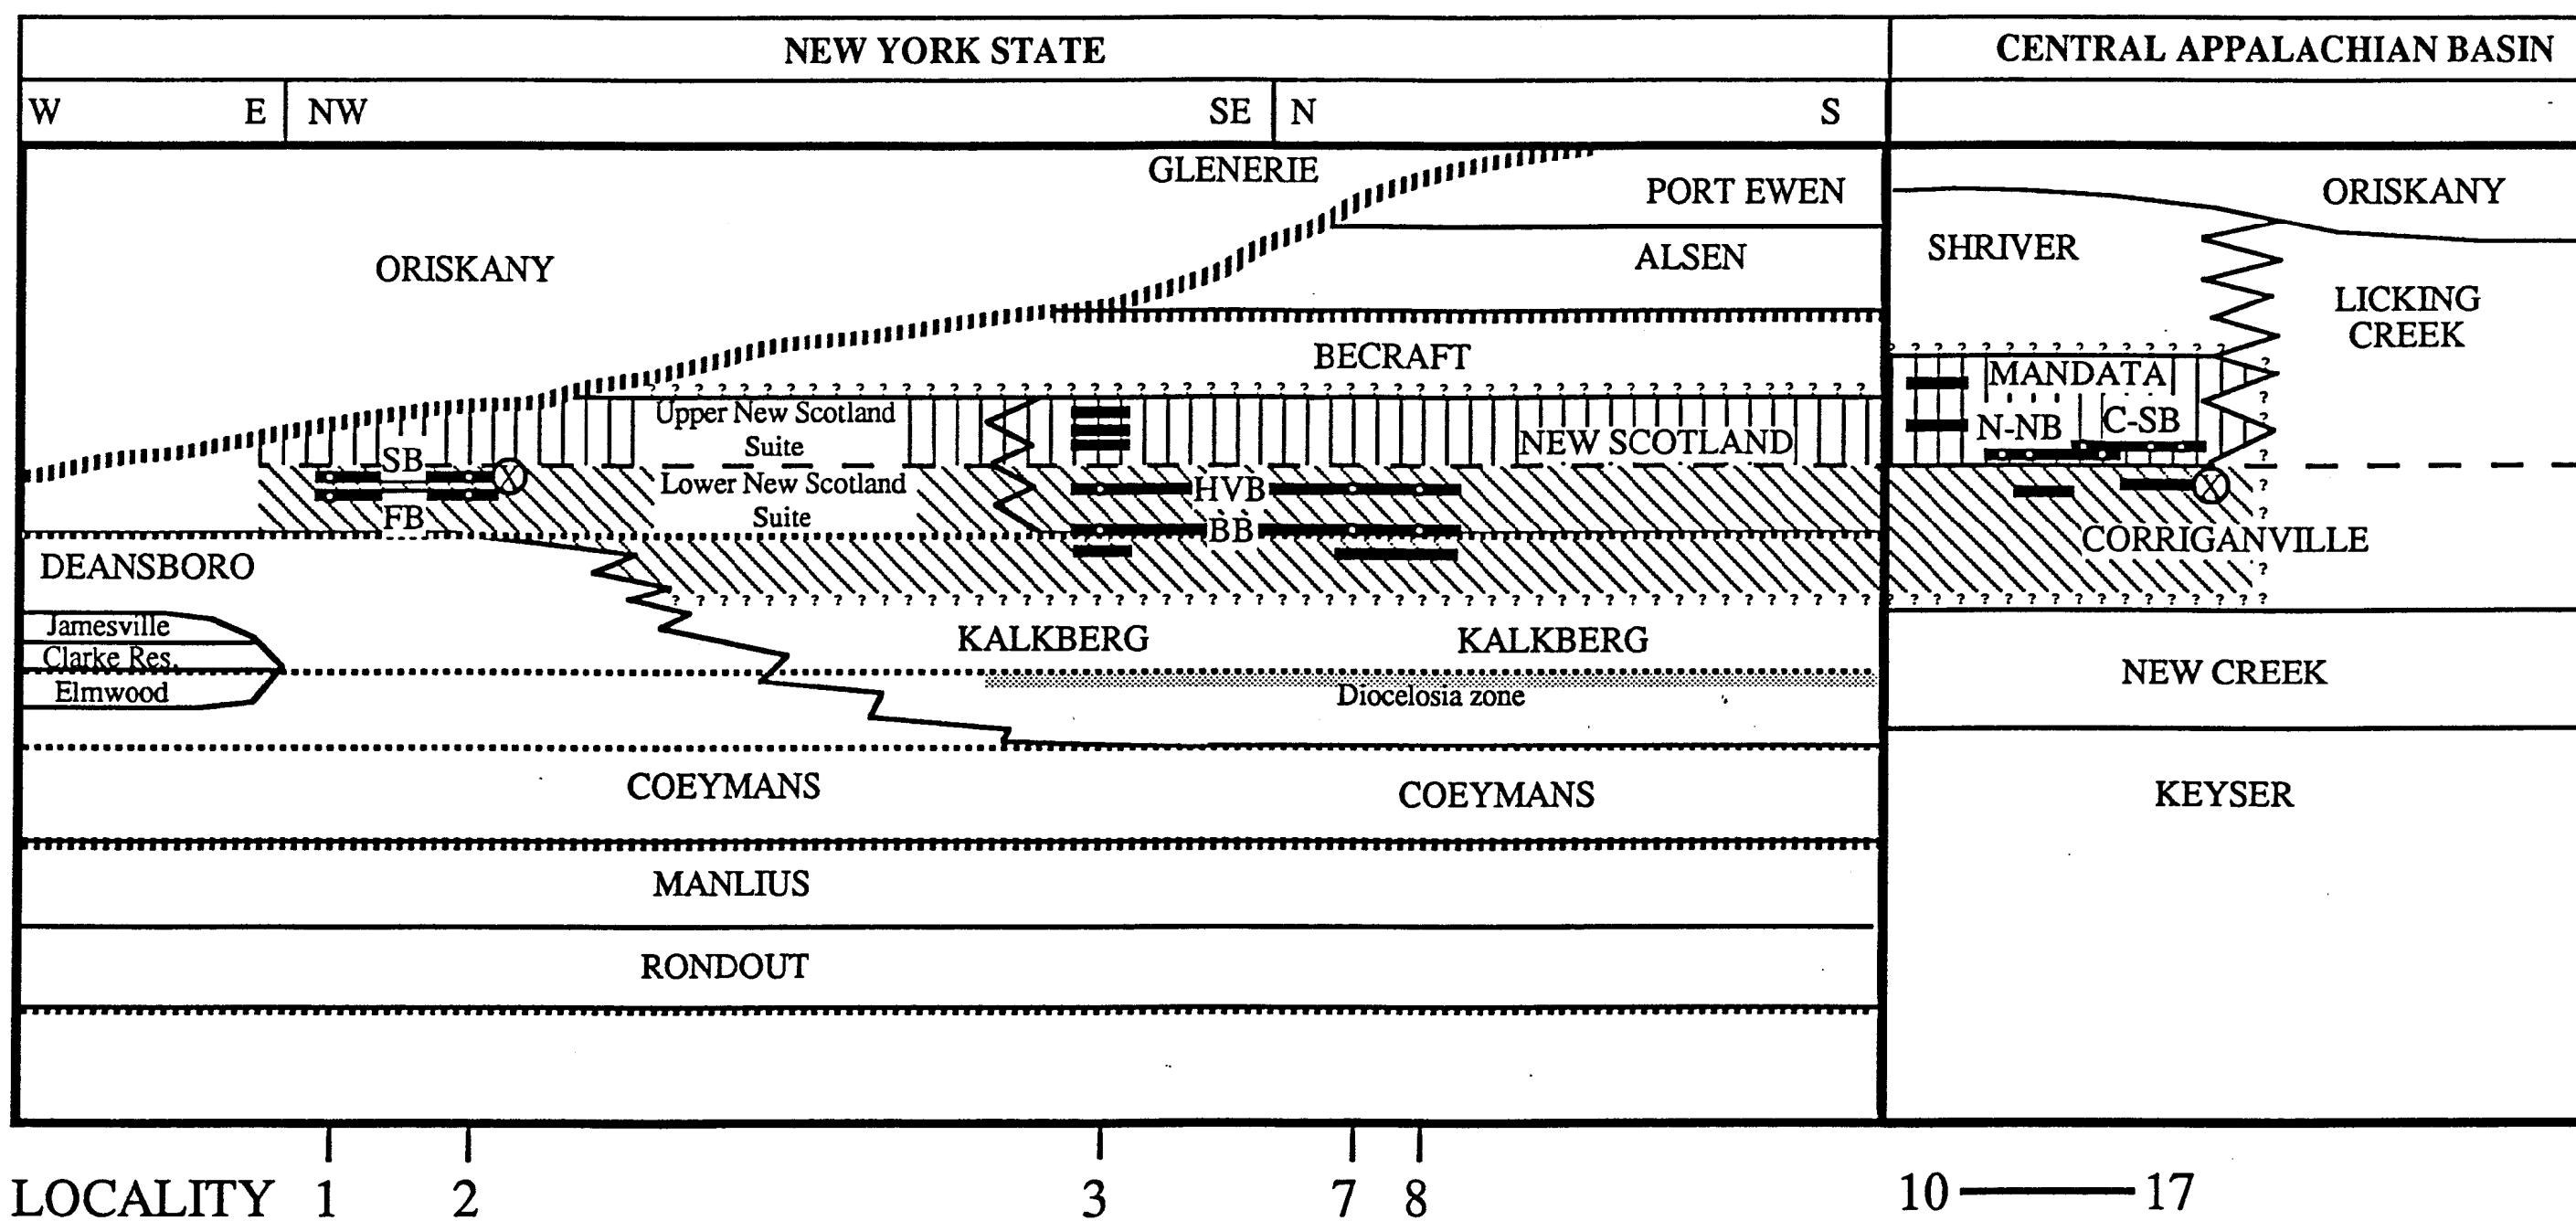 NEW YORK STATE
CENTRAL APPALACHIAN BASIN
W
E
NW
SE
N
S
GLENERIE
PORT EWEN
ORISKANY
ORISKANY
SHRIVER
ALSEN
LICKING
CREEK
BECRAFT
MANDATA
Upper New Scotland
Suite
N-NB
C-SB
NEW SCOTLAND
SB
Lower New Scotland
Suite
HVB
FB
BB
CORRIGANVILLE
DEANSBORO
Jamesville
KALKBERG
KALKBERG
Clarke Res.
NEW CREEK
Elmwood
Diocelosia zone
COEYMANS
COEYMANS
KEYSER
MANLIUS
RONDOUT
LOCALITY 1 2 3 7 8 10 17